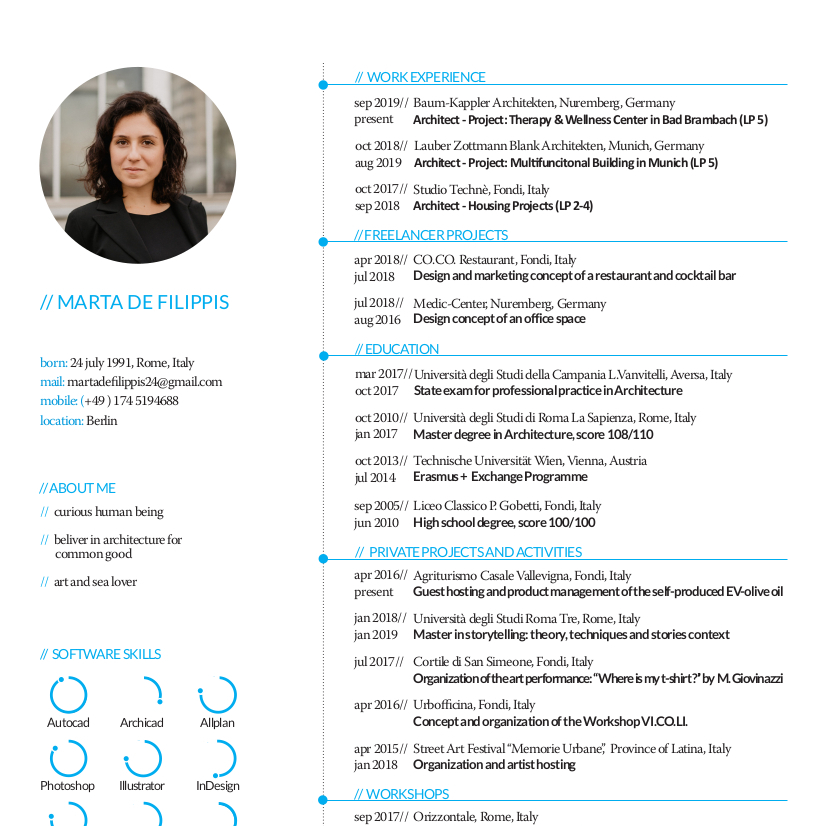 // MARTA DE FILIPPIS
born: 24 july 1991, Rome, Italy
mail: martadefilippis24@gmail.com
mobile: (+49 ) 174 5194688
location: Berlin
// ABOUT ME
// curious human being
// beliver in architecture for
common good
// art and sea lover
// SOFTWARE SKILLS
Autocad Archicad Allplan
Photoshop Illustrator InDesign
// WORK EXPERIENCE
sep 2019// Baum-Kappler Architekten, Nuremberg, Germany
present Architect - Project: Therapy & Wellness Center in Bad Brambach (LP 5)
oct 2018// Lauber Zottmann Blank Architekten, Munich, Germany
aug 2019 Architect - Project: Multifuncitonal Building in Munich (LP 5)
oct 2017// Studio Technè, Fondi, Italy
sep 2018 Architect - Housing Projects (LP 2-4)
// FREELANCER PROJECTS
apr 2018// CO.CO. Restaurant, Fondi, Italy
jul 2018 Design and marketing concept of a restaurant and cocktail bar
jul 2018// Medic-Center, Nuremberg, Germany
aug 2016 Design concept of an office space
// EDUCATION
mar 2017// Università degli Studi della Campania L.Vanvitelli, Aversa, Italy
oct 2017 State exam for professional practice in Architecture
oct 2010// Università degli Studi di Roma La Sapienza, Rome, Italy
jan 2017 Master degree in Architecture, score 108/110
oct 2013// Technische Universität Wien, Vienna, Austria
jul 2014 Erasmus + Exchange Programme
sep 2005// Liceo Classico P. Gobetti, Fondi, Italy
jun 2010 High school degree, score 100/100
// PRIVATE PROJECTS AND ACTIVITIES
apr 2016// Agriturismo Casale Vallevigna, Fondi, Italy
present Guest hosting and product management of the self-produced EV-olive oil
jan 2018// Università degli Studi Roma Tre, Rome, Italy
jan 2019 Master in storytelling: theory, techniques and stories context
jul 2017// Cortile di San Simeone, Fondi, Italy
Organization of the art performance: “Where is my t-shirt?” by M. Giovinazzi
apr 2016// Urbofficina, Fondi, Italy
Concept and organization of the Workshop VI.CO.LI.
apr 2015// Street Art Festival “Memorie Urbane”, Province of Latina, Italy
jan 2018 Organization and artist hosting
// WORKSHOPS
sep 2017// Orizzontale, Rome, Italy